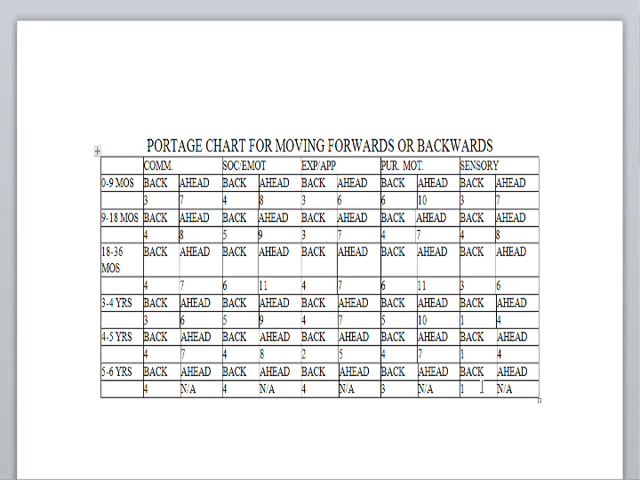 PORTAGE CHART FOR MOVING FORWARDS OR BACKWARDS
COMM. SOC/EMOT EXP/APP PUR. MOT. SENSORY
0-9 MOS BACK AHEAD BACK AHEAD BACK AHEAD BACK AHEAD BACK AHEAD
3 7 4 8 3 6 6 10 3 7
9-18 MOS BACK AHEAD BACK AHEAD BACK AHEAD BACK AHEAD BACK AHEAD
4 8 5 9 3 7 4 7 4 8
18-36 BACK AHEAD BACK AHEAD BACK AHEAD BACK AHEAD BACK AHEAD
MOS
4 7 6 11 4 7 6 11 3 6
3-4 YRS BACK AHEAD BACK AHEAD BACK AHEAD BACK AHEAD BACK AHEAD
3 6 5 9 4 7 5 10 1 4
4-5 YRS BACK AHEAD BACK AHEAD BACK AHEAD BACK AHEAD BACK AHEAD
4 7 4 8 2 5 4 7 1 4
5-6 YRS BACK AHEAD BACK AHEAD BACK AHEAD BACK AHEAD BACK AHEAD
4 N/A 4 N/A 4 N/A 3 N/A 1 N/A